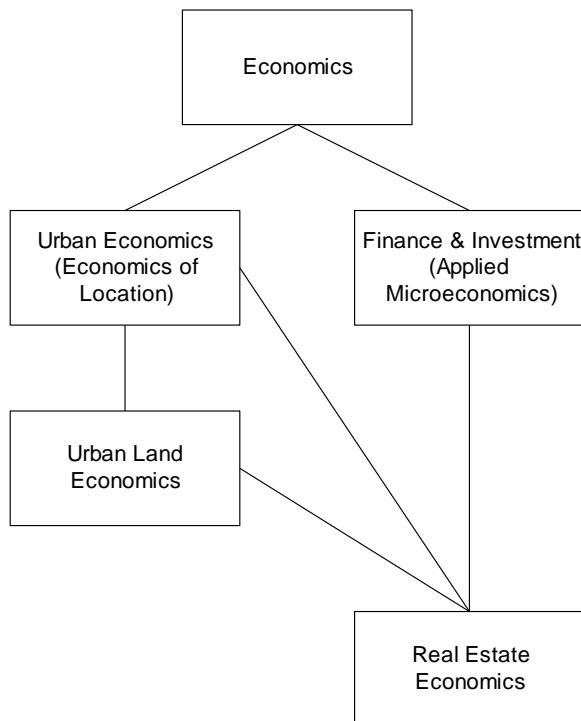 Economics
Urban Economics
(Economics of
Location)
Finance & Investment
(Applied
Microeconomics)
Urban Land
Economics
Real Estate
Economics